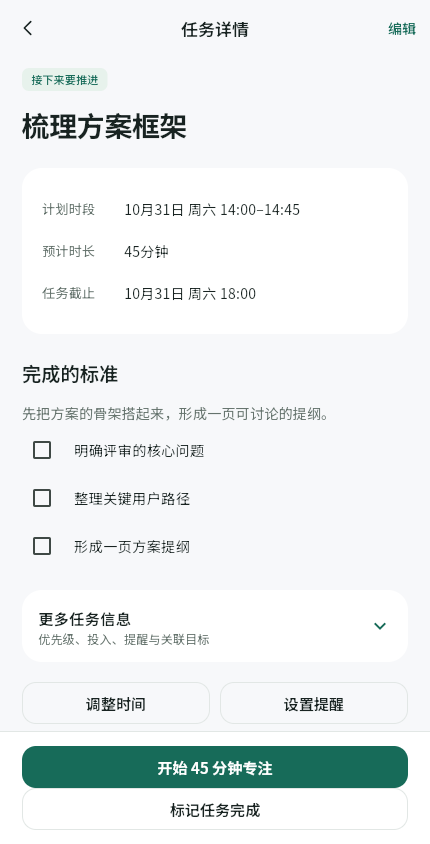 任务详情
编辑
接下来要推进
梳理方案框架
计划时段 10月31日 周六 14:00–14:45
预计时长 45分钟
任务截止 10月31日 周六 18:00
完成的标准
先把方案的骨架搭起来，形成一页可讨论的提纲。
明确评审的核心问题
整理关键用户路径
形成一页方案提纲
更多任务信息
优先级、投入、提醒与关联目标
调整时间 设置提醒
开始 45 分钟专注
标记任务完成